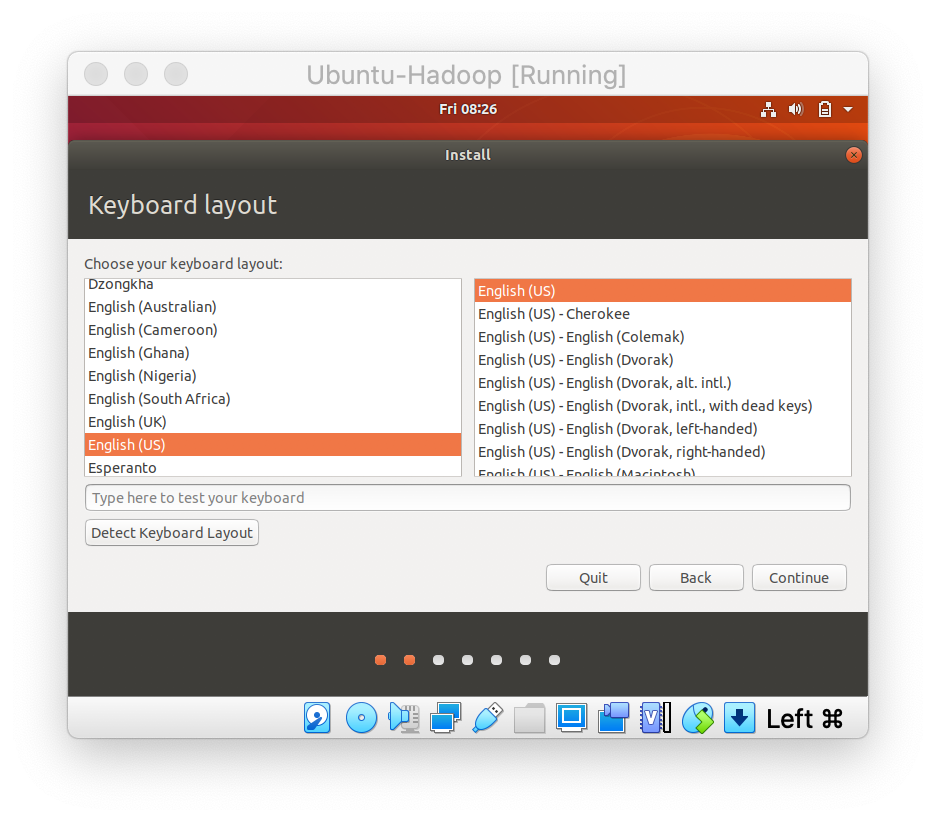 Ubuntu-Hadoop [Running]
Fri 08:26
Install
Keyboard layout
Choose your keyboard layout:
Dzongkha
English (Australian)
English (Cameroon)
English (Ghana)
English (Nigeria)
English (South Africa)
English (UK)
English (US)
Esperanto
English (US)
English (US) - Cherokee
English (US) - English (Colemak)
English (US) - English (Dvorak)
English (US) - English (Dvorak, alt. intl.)
English (US) - English (Dvorak, intl., with dead keys)
English (US) - English (Dvorak, left-handed)
English (US) - English (Dvorak, right-handed)
English (US) - English (Macintosh)
Type here to test your keyboard
Detect Keyboard Layout
Quit Back Continue
V
Left ⌘